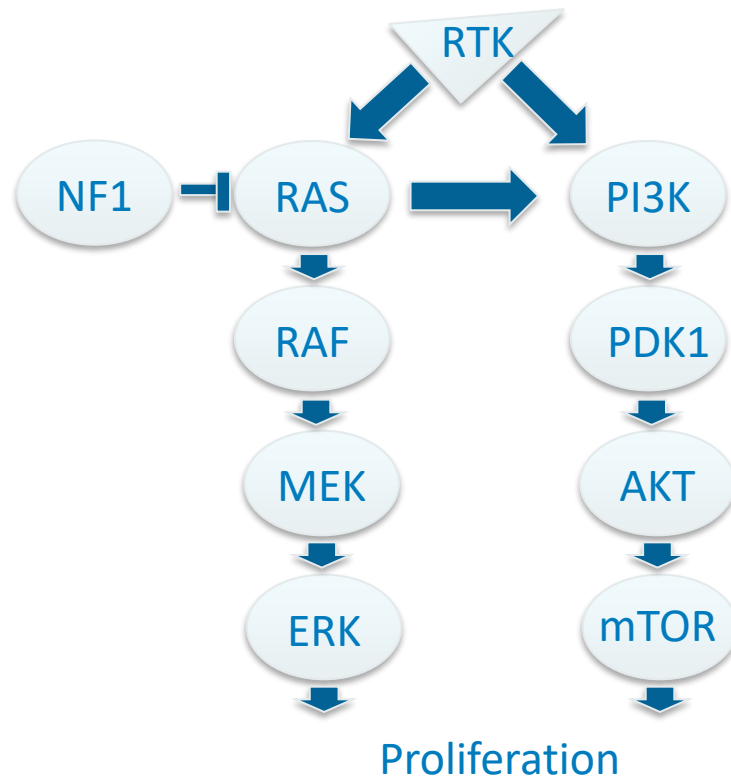 RTK
NF1 RAS PI3K
RAF PDK1
MEK AKT
ERK mTOR
Proliferation